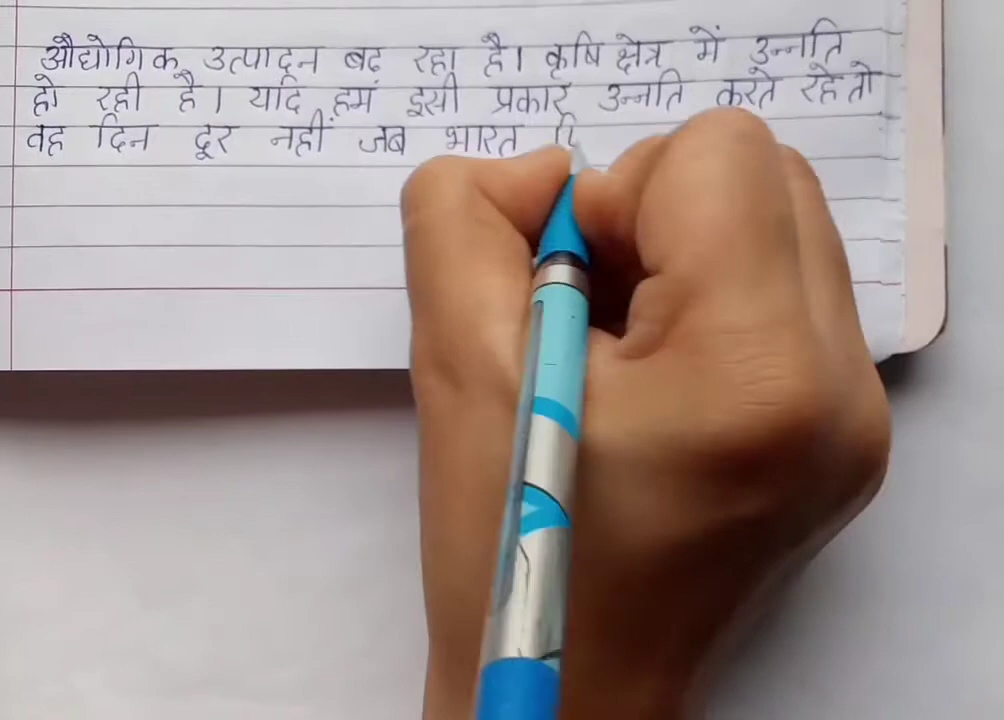 औद्योगिक उत्पादन बढ़ रहा है। कृषि क्षेत्र में उन्नति
हो रही है। यदि हम इसी प्रकार उन्नति करते रहे तो
वह दिन दूर नहीं जब भारत